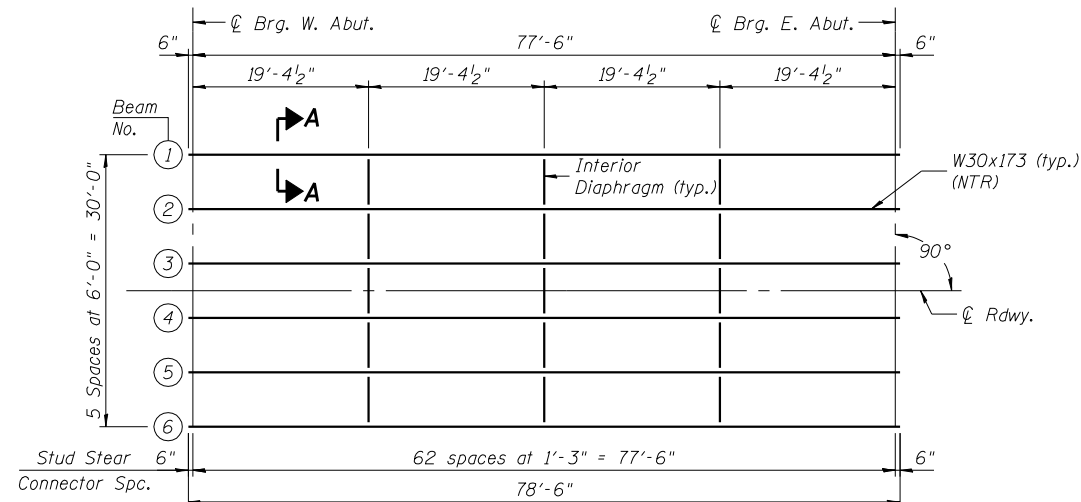 ℄ Brg. W. Abut.
℄ Brg. E. Abut.
6"
77'-6"
6"
19'-4½"
19'-4½"
19'-4½"
19'-4½"
Beam
No.
A
A
1
2
3
4
5
6
5 Spaces at 6'-0" = 30'-0"
Interior
Diaphragm (typ.)
W30x173 (typ.)
(NTR)
90°
℄ Rdwy.
Stud Stear
Connector Spc.
6"
62 spaces at 1'-3" = 77'-6"
6"
78'-6"